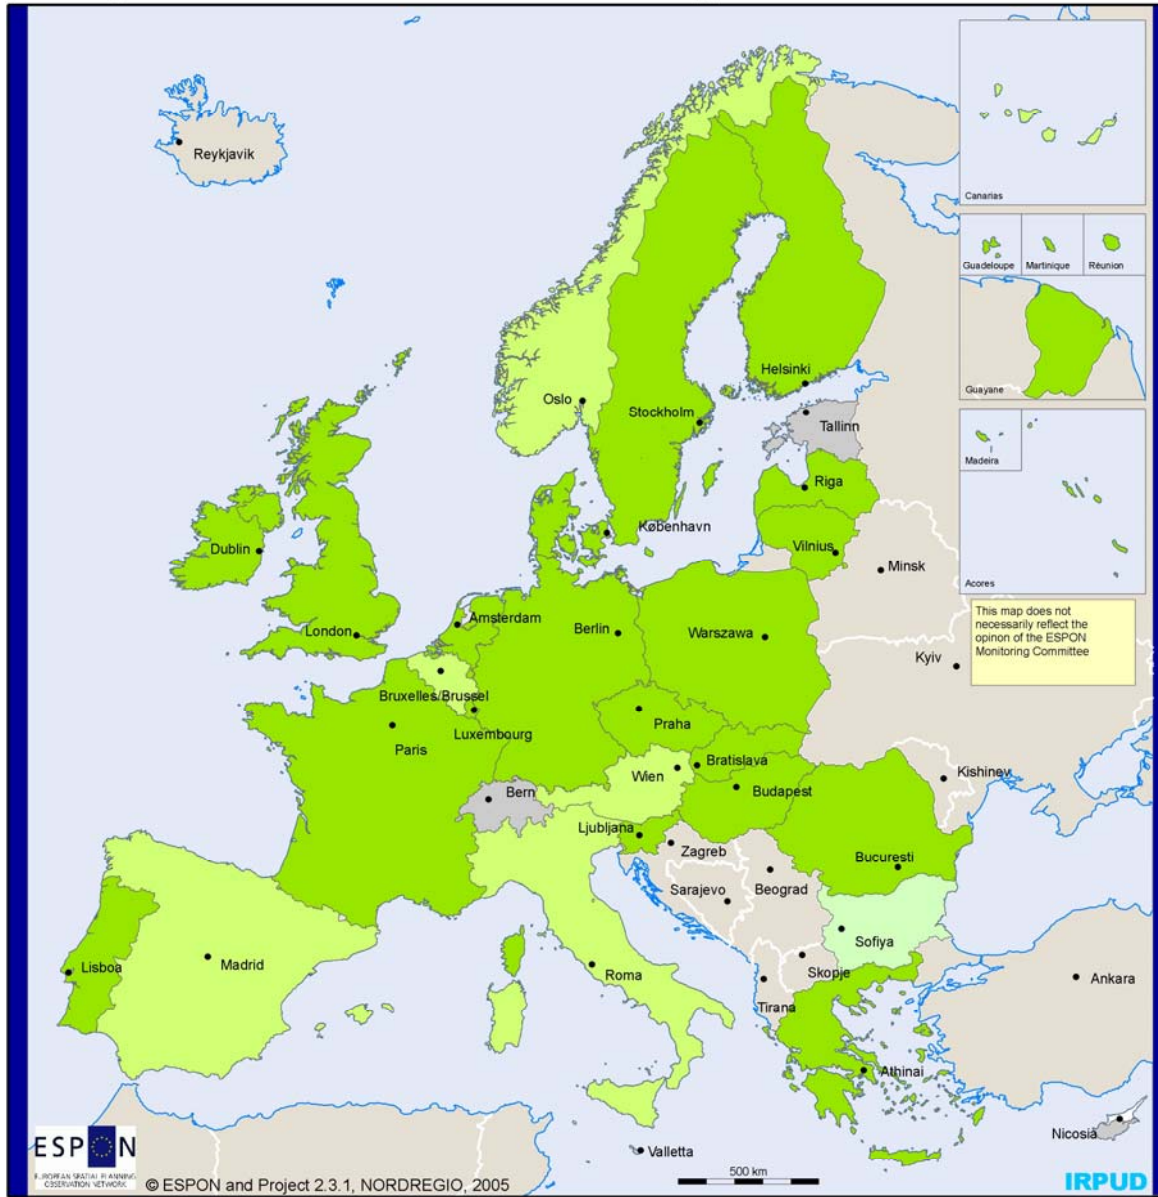 Reykjavik
Canarias
Guadeloupe
Martinique
Réunion
Helsinki
Guayane
Oslo
Stockholm
Tallinn
Madeira
Riga
København
Dublin
Vilnius
Minsk
Acores
Amsterdam
This map does not
necessarily reflect the
opinon of the ESPON
Monitoring Committee
London
Berlin
Warszawa
Kyiv
Bruxelles/Brussel
Praha
Luxembourg
Paris
Bratislava
Wien
Kishinev
Bern
Budapest
Ljubljana
Zagreb
Bucuresti
Beograd
Sarajevo
Sofiya
Madrid
Lisboa
Roma
Skopje
Ankara
Tirana
Athinai
Nicosia
ESPON
EUROPEAN SPATIAL PLANNING
OBSERVATION NETWORK
Valletta
500 km
© ESPON and Project 2.3.1, NORDREGIO, 2005
IRPUD